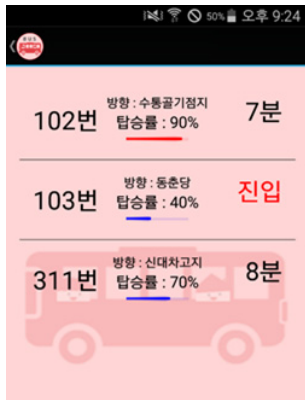 50% 오후 9:24
102번
방향 : 수통골기점지
탑승률 : 90%
7분
103번
방향 : 동춘당
탑승률 : 40%
진입
311번
방향 : 신대차고지
탑승률 : 70%
8분